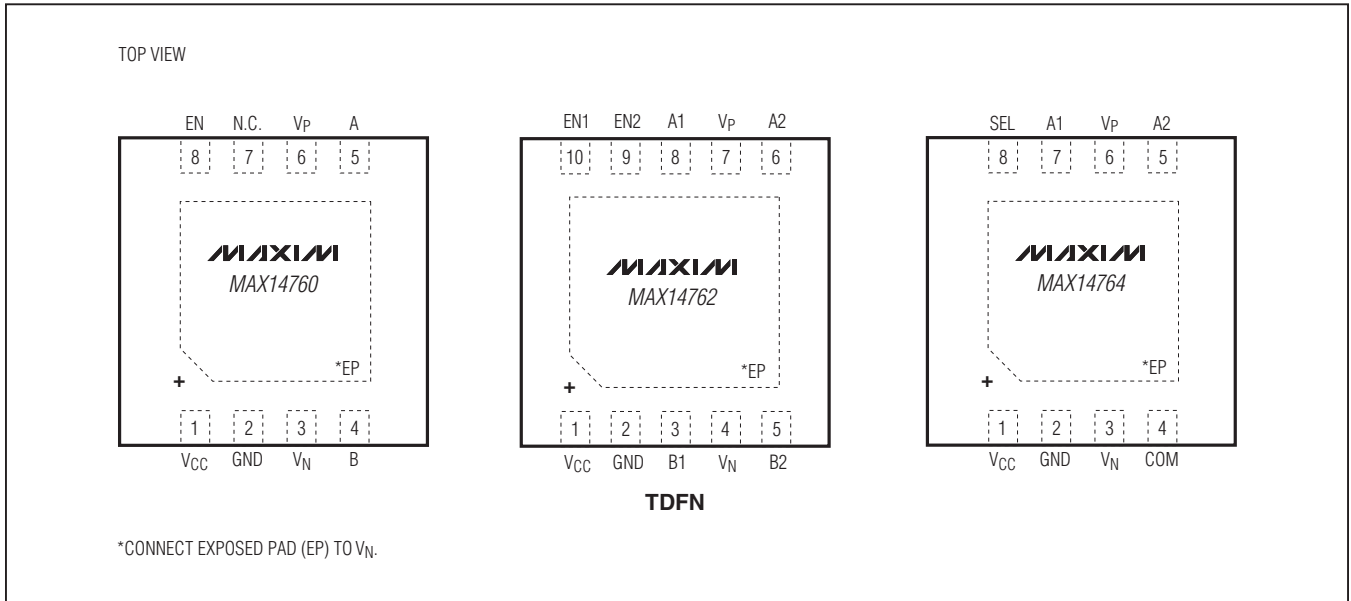 TOP VIEW
EN N.C. VP A
8 7 6 5
MAXIM
MAX14760
*EP
+
1 2 3 4
VCC GND VN B
EN1 EN2 A1 VP A2
10 9 8 7 6
MAXIM
MAX14762
*EP
+
1 2 3 4 5
VCC GND B1 VN B2
SEL A1 VP A2
8 7 6 5
MAXIM
MAX14764
*EP
+
1 2 3 4
VCC GND VN COM
TDFN
*CONNECT EXPOSED PAD (EP) TO VN.